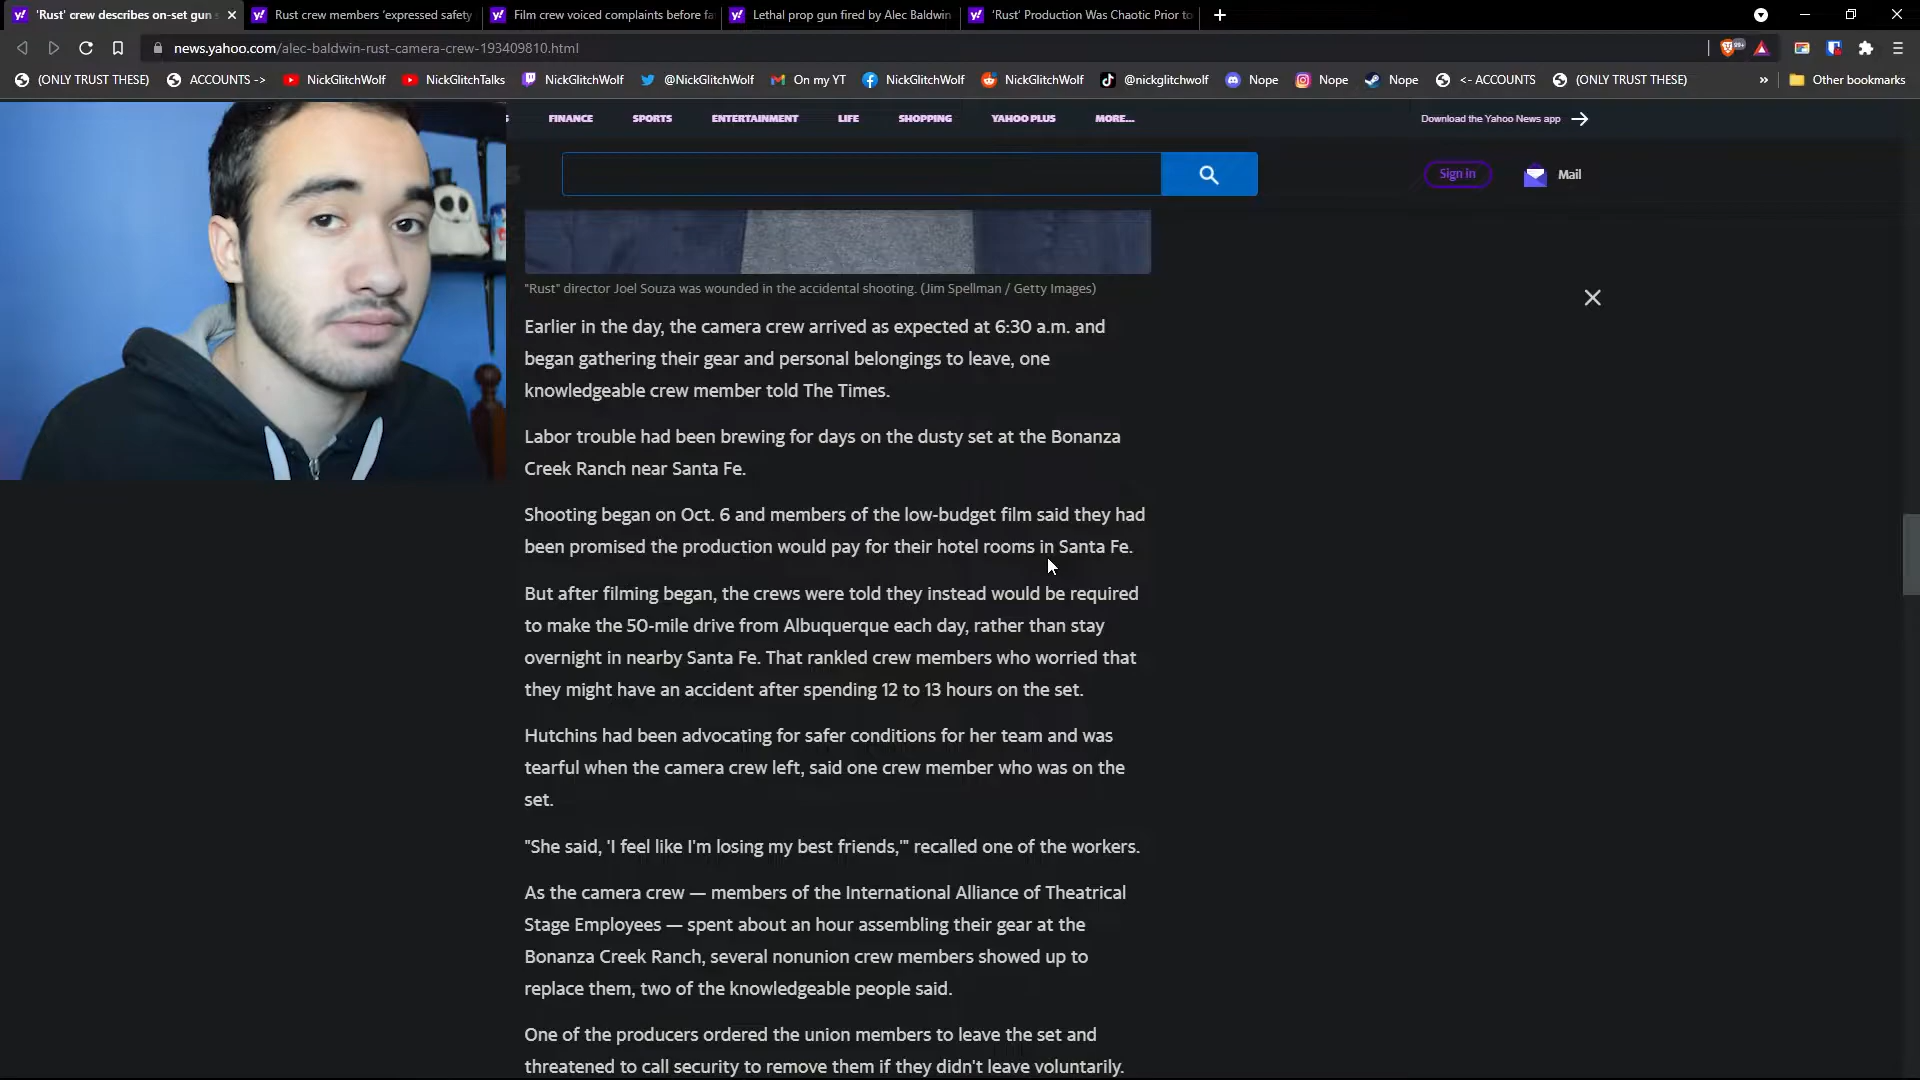 'Rust' crew describes on-set gun
Rust crew members 'expressed safety
Film crew voiced complaints before fa
Lethal prop gun fired by Alec Baldwin
'Rust' Production Was Chaotic Prior to
news.yahoo.com/alec-baldwin-rust-camera-crew-193409810.html
99+
(ONLY TRUST THESE)
ACCOUNTS ->
NickGlitchWolf
NickGlitchTalks
NickGlitchWolf
@NickGlitchWolf
On my YT
NickGlitchWolf
NickGlitchWolf
@nickglitchwolf
Nope
Nope
Nope
<- ACCOUNTS
(ONLY TRUST THESE)
»
Other bookmarks
FINANCE
SPORTS
ENTERTAINMENT
LIFE
SHOPPING
YAHOO PLUS
MORE...
Download the Yahoo News app
Sign in
Mail
"Rust" director Joel Souza was wounded in the accidental shooting. (Jim Spellman / Getty Images)
Earlier in the day, the camera crew arrived as expected at 6:30 a.m. and
began gathering their gear and personal belongings to leave, one
knowledgeable crew member told The Times.
Labor trouble had been brewing for days on the dusty set at the Bonanza
Creek Ranch near Santa Fe.
Shooting began on Oct. 6 and members of the low-budget film said they had
been promised the production would pay for their hotel rooms in Santa Fe.
But after filming began, the crews were told they instead would be required
to make the 50-mile drive from Albuquerque each day, rather than stay
overnight in nearby Santa Fe. That rankled crew members who worried that
they might have an accident after spending 12 to 13 hours on the set.
Hutchins had been advocating for safer conditions for her team and was
tearful when the camera crew left, said one crew member who was on the
set.
"She said, 'I feel like I'm losing my best friends,'" recalled one of the workers.
As the camera crew — members of the International Alliance of Theatrical
Stage Employees — spent about an hour assembling their gear at the
Bonanza Creek Ranch, several nonunion crew members showed up to
replace them, two of the knowledgeable people said.
One of the producers ordered the union members to leave the set and
threatened to call security to remove them if they didn't leave voluntarily.